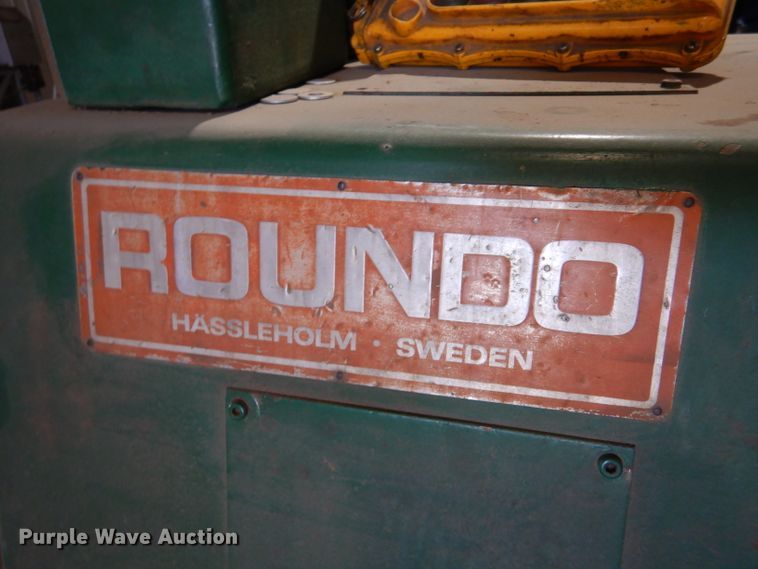 ROUNDO
HÄSSLEHOLM · SWEDEN
Purple Wave Auction